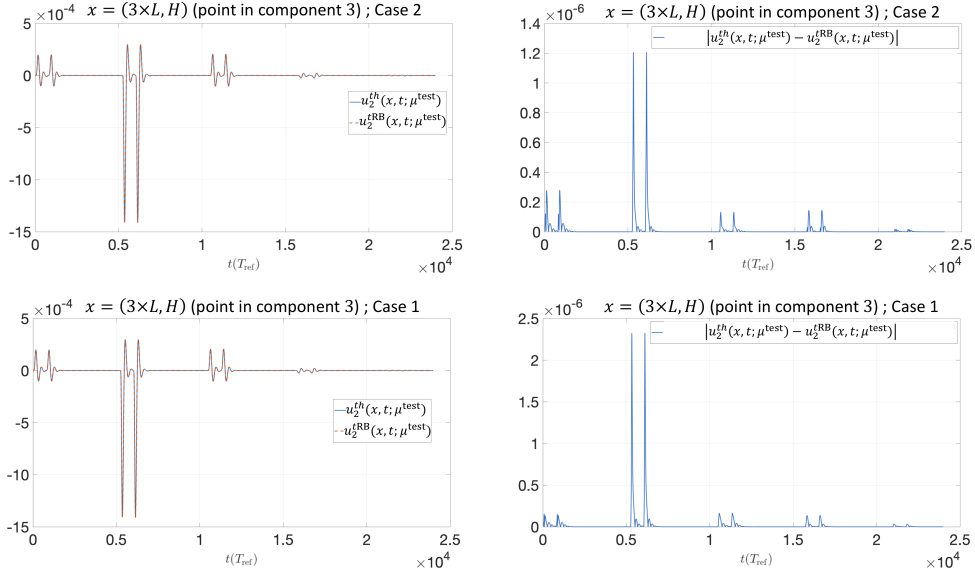 ×10⁻⁴ x = (3×L, H) (point in component 3) ; Case 2
5
0
-5
-10
-15
0 0.5 1 1.5 2 2.5
t(T_ref)
×10⁴
u₂^th(x, t; μ^test)
u₂^tRB(x, t; μ^test)
×10⁻⁶ x = (3×L, H) (point in component 3) ; Case 2
1.4
1.2
1
0.8
0.6
0.4
0.2
0
0 0.5 1 1.5 2 2.5
t(T_ref)
×10⁴
|u₂^th(x, t; μ^test) − u₂^tRB(x, t; μ^test)|
×10⁻⁴ x = (3×L, H) (point in component 3) ; Case 1
5
0
-5
-10
-15
0 0.5 1 1.5 2 2.5
t(T_ref)
×10⁴
u₂^th(x, t; μ^test)
u₂^tRB(x, t; μ^test)
×10⁻⁶ x = (3×L, H) (point in component 3) ; Case 1
2.5
2
1.5
1
0.5
0
0 0.5 1 1.5 2 2.5
t(T_ref)
×10⁴
|u₂^th(x, t; μ^test) − u₂^tRB(x, t; μ^test)|